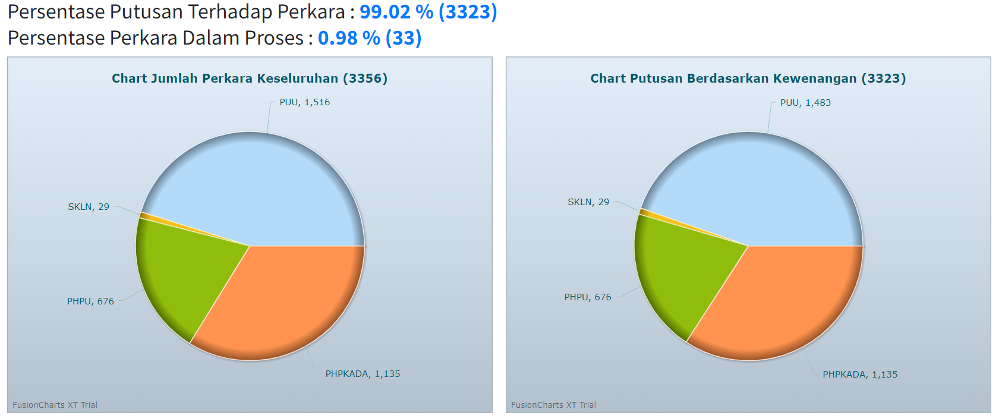 Persentase Putusan Terhadap Perkara : 99.02 % (3323)
Persentase Perkara Dalam Proses : 0.98 % (33)
Chart Jumlah Perkara Keseluruhan (3356)
PUU, 1,516
SKLN, 29
PHPU, 676
PHPKADA, 1,135
FusionCharts XT Trial
Chart Putusan Berdasarkan Kewenangan (3323)
PUU, 1,483
SKLN, 29
PHPU, 676
PHPKADA, 1,135
FusionCharts XT Trial